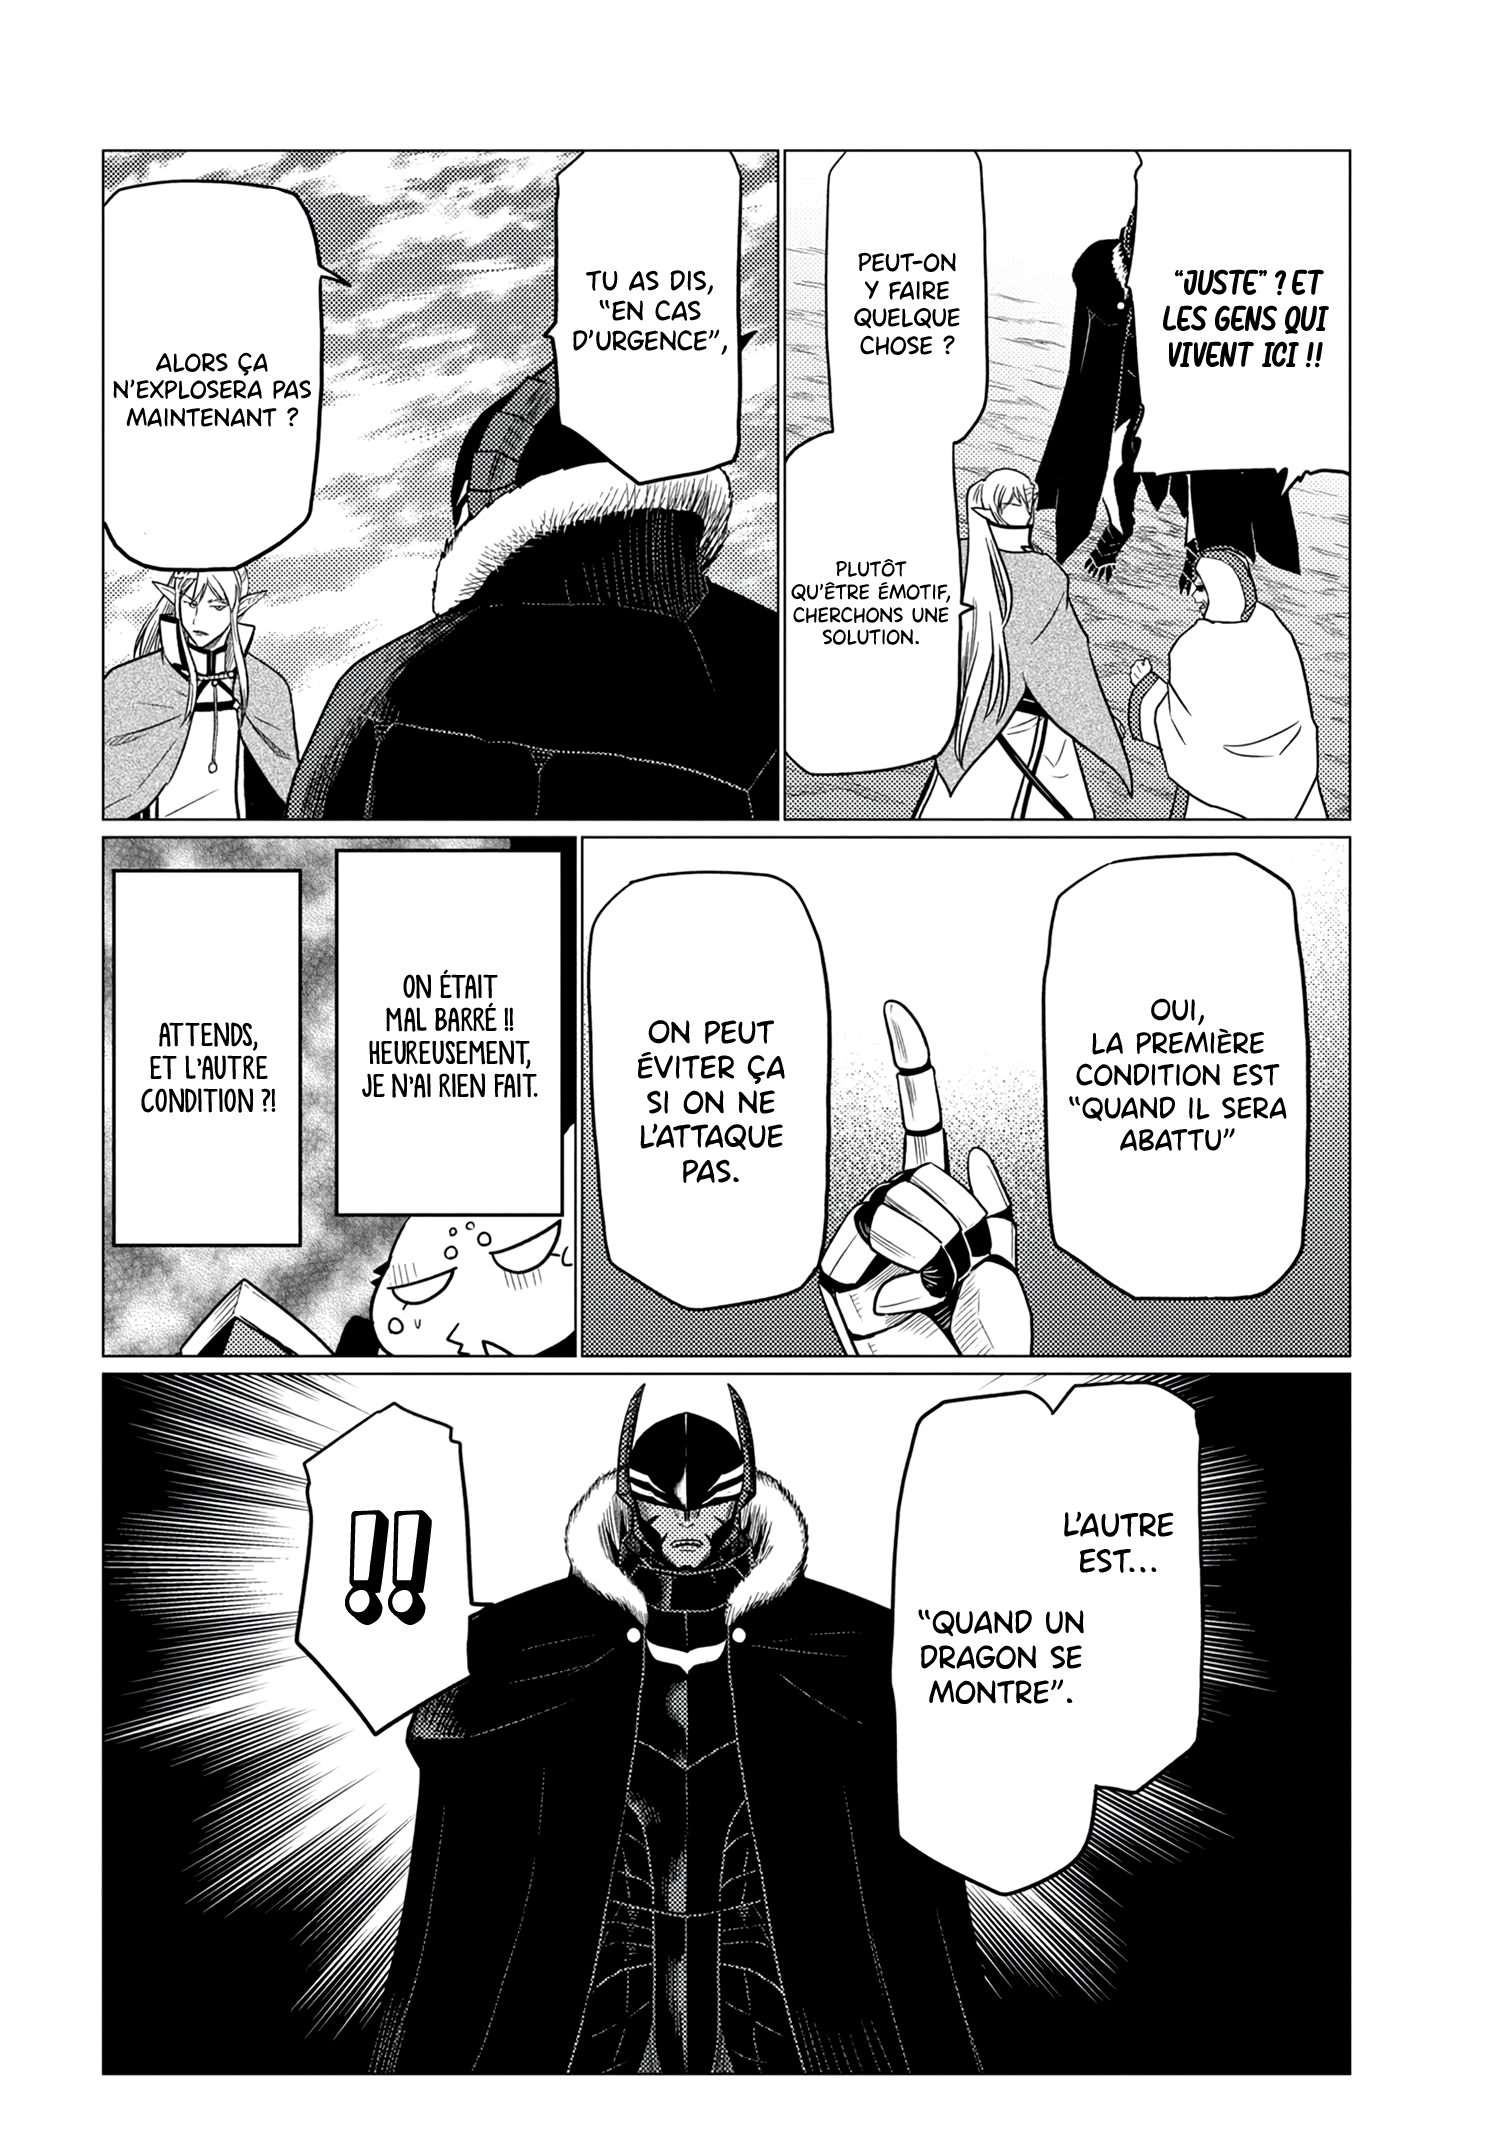 “JUSTE” ? ET
LES GENS QUI
VIVENT ICI !!
PEUT-ON
Y FAIRE
QUELQUE
CHOSE ?
PLUTÔT
QU'ÊTRE ÉMOTIF,
CHERCHONS UNE
SOLUTION.
TU AS DIS,
“EN CAS
D'URGENCE”,
ALORS ÇA
N'EXPLOSERA PAS
MAINTENANT ?
OUI,
LA PREMIÈRE
CONDITION EST
“QUAND IL SERA
ABATTU”
ON PEUT
ÉVITER ÇA
SI ON NE
L'ATTAQUE
PAS.
ON ÉTAIT
MAL BARRÉ !!
HEUREUSEMENT,
JE N'AI RIEN FAIT.
ATTENDS,
ET L'AUTRE
CONDITION ?!
L'AUTRE
EST...
“QUAND UN
DRAGON SE
MONTRE”.
!!